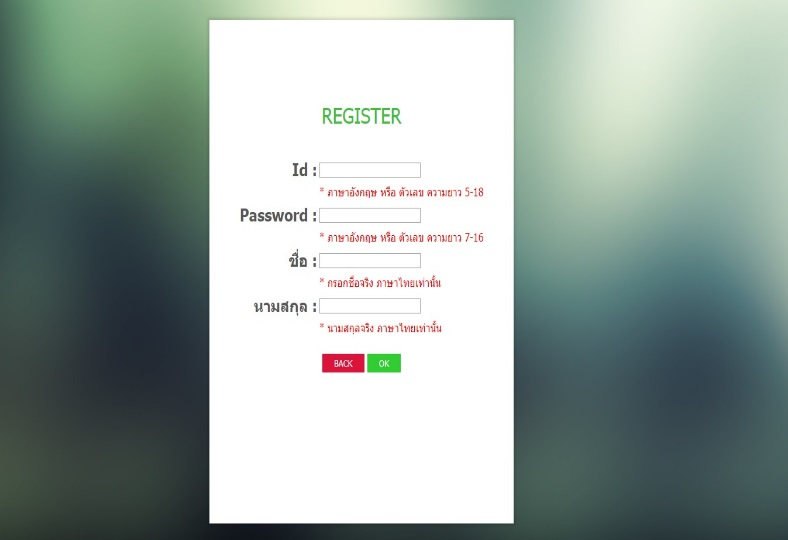 REGISTER
Id :
* ภาษาอังกฤษ หรือ ตัวเลข ความยาว 5-18
Password :
* ภาษาอังกฤษ หรือ ตัวเลข ความยาว 7-16
ชื่อ :
* กรอกชื่อจริง ภาษาไทยเท่านั้น
นามสกุล :
* นามสกุลจริง ภาษาไทยเท่านั้น
BACK OK